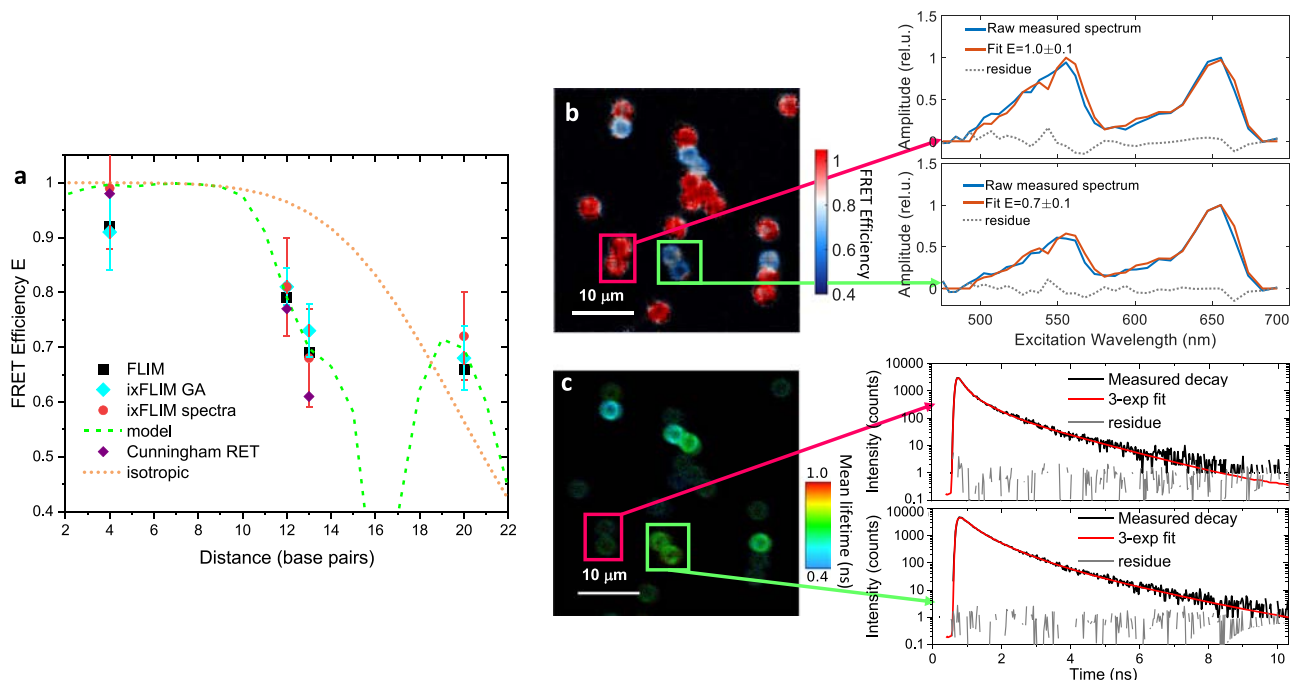 a
FRET Efficiency E
1
0.9
0.8
0.7
0.6
0.5
0.4
FLIM
ixFLIM GA
ixFLIM spectra
model
Cunningham RET
isotropic
2 4 6 8 10 12 14 16 18 20 22
Distance (base pairs)
b
10 μm
1
0.8
0.6
0.4
FRET Efficiency
1.5
1
0.5
0
Amplitude (rel.u.)
Raw measured spectrum
Fit E=1.0±0.1
residue
1.5
1
0.5
0
Amplitude (rel.u.)
Raw measured spectrum
Fit E=0.7±0.1
residue
500 550 600 650 700
Excitation Wavelength (nm)
c
10 μm
1.0
0.4
Mean lifetime (ns)
10000
1000
100
10
1
0.1
Intensity (counts)
Measured decay
3-exp fit
residue
10000
1000
100
10
1
0.1
Intensity (counts)
Measured decay
3-exp fit
residue
0 2 4 6 8 10
Time (ns)